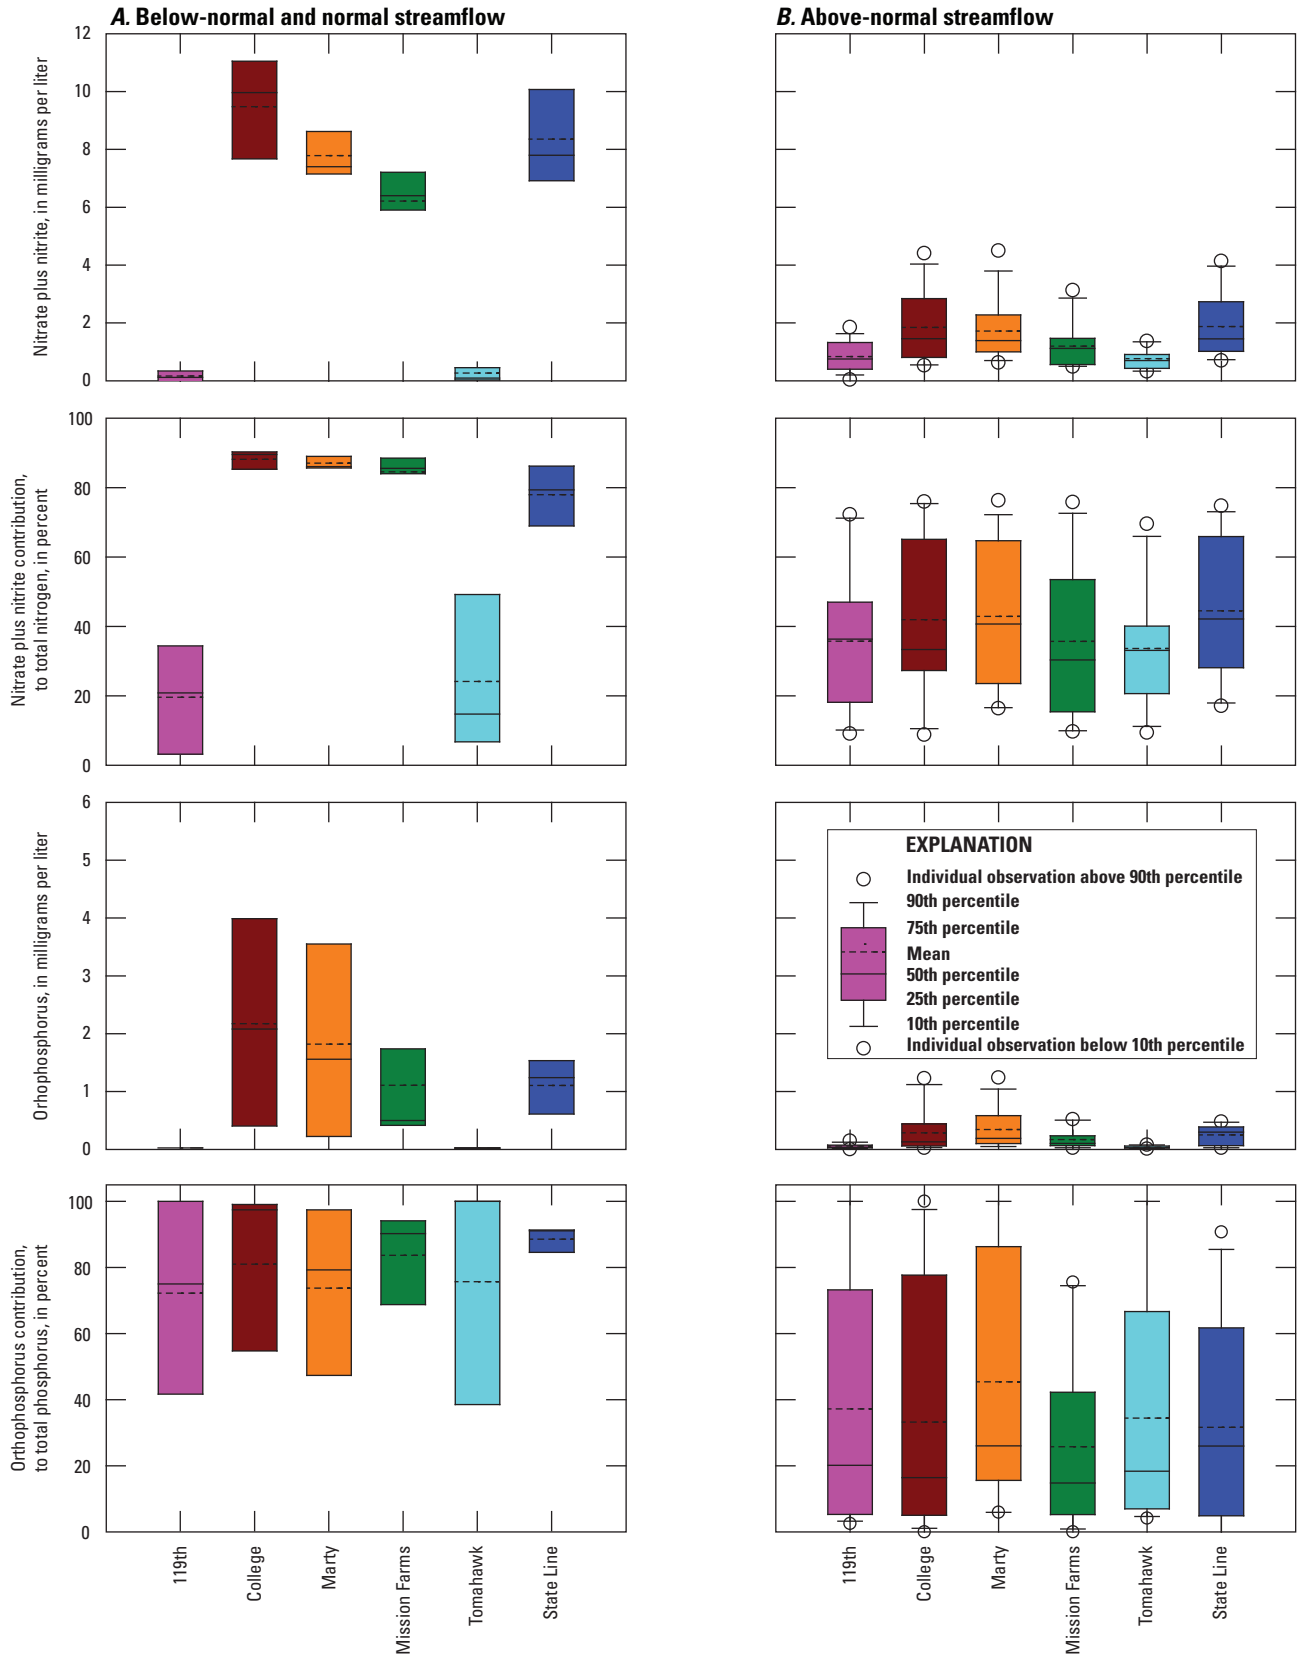 A. Below-normal and normal streamflow
B. Above-normal streamflow
Nitrate plus nitrite, in milligrams per liter
12
10
8
6
4
2
0
Nitrate plus nitrite contribution,
to total nitrogen, in percent
100
80
60
40
20
0
Orhophosphorus, in milligrams per liter
6
5
4
3
2
1
0
EXPLANATION
Individual observation above 90th percentile
90th percentile
75th percentile
Mean
50th percentile
25th percentile
10th percentile
Individual observation below 10th percentile
Orthophosphorus contribution,
to total phosphorus, in percent
100
80
60
40
20
0
119th
College
Marty
Mission Farms
Tomahawk
State Line
119th
College
Marty
Mission Farms
Tomahawk
State Line